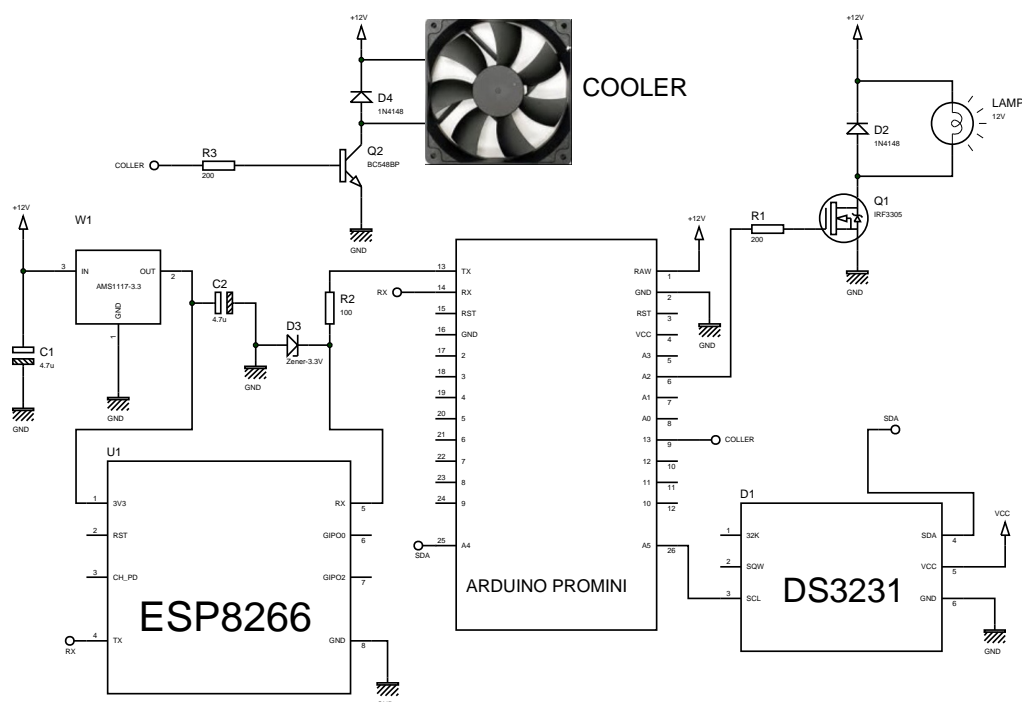 +12V
D4
1N4148
COOLER
COLLER
R3
200
Q2
BC548BP
GND
+12V
D2
1N4148
LAMP
12V
Q1
IRF3305
GND
R1
200
+12V
W1
3
IN
OUT
2
AMS1117-3.3
GND
1
GND
C1
4.7u
GND
C2
4.7u
GND
D3
Zener-3.3V
R2
100
RX
13
TX
14
RX
15
RST
16
GND
17
2
18
3
19
4
20
5
21
6
22
7
23
8
24
9
SDA
25
A4
ARDUINO PROMINI
RAW
1
GND
2
RST
3
VCC
4
A3
5
A2
6
A1
7
A0
8
13
9
12
10
11
11
10
12
A5
26
+12V
GND
COLLER
U1
1
3V3
2
RST
3
CH_PD
4
TX
RX
ESP8266
RX
5
GIPO0
6
GIPO2
7
GND
8
SDA
D1
1
32K
2
SQW
3
SCL
DS3231
SDA
4
VCC
5
GND
6
VCC
GND